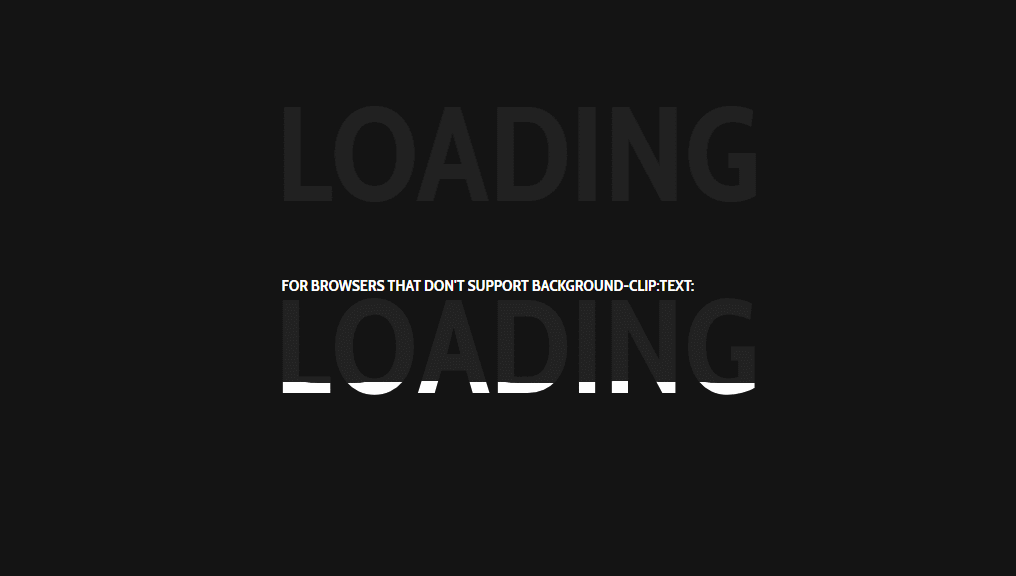 LOADING
FOR BROWSERS THAT DON'T SUPPORT BACKGROUND-CLIP:TEXT:
LOADING